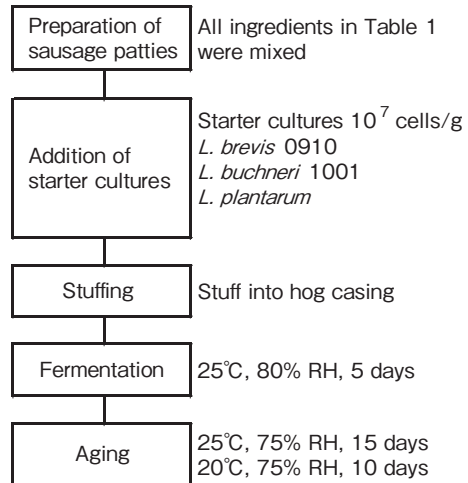 Preparation of
sausage patties
All ingredients in Table 1
were mixed
Addition of
starter cultures
Starter cultures 10⁷ cells/g
L. brevis 0910
L. buchneri 1001
L. plantarum
Stuffing
Stuff into hog casing
Fermentation
25℃, 80% RH, 5 days
Aging
25℃, 75% RH, 15 days
20℃, 75% RH, 10 days